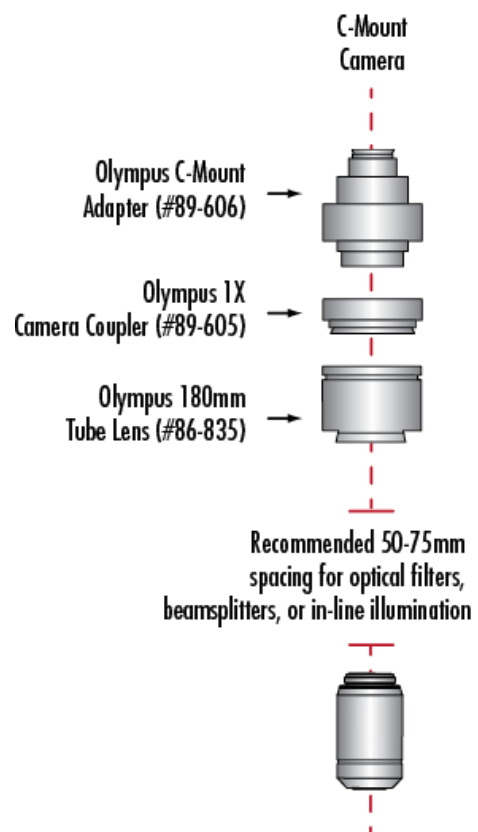 C-Mount
Camera
Olympus C-Mount
Adapter (#89-606)
Olympus 1X
Camera Coupler (#89-605)
Olympus 180mm
Tube Lens (#86-835)
Recommended 50-75mm
spacing for optical filters,
beamsplitters, or in-line illumination